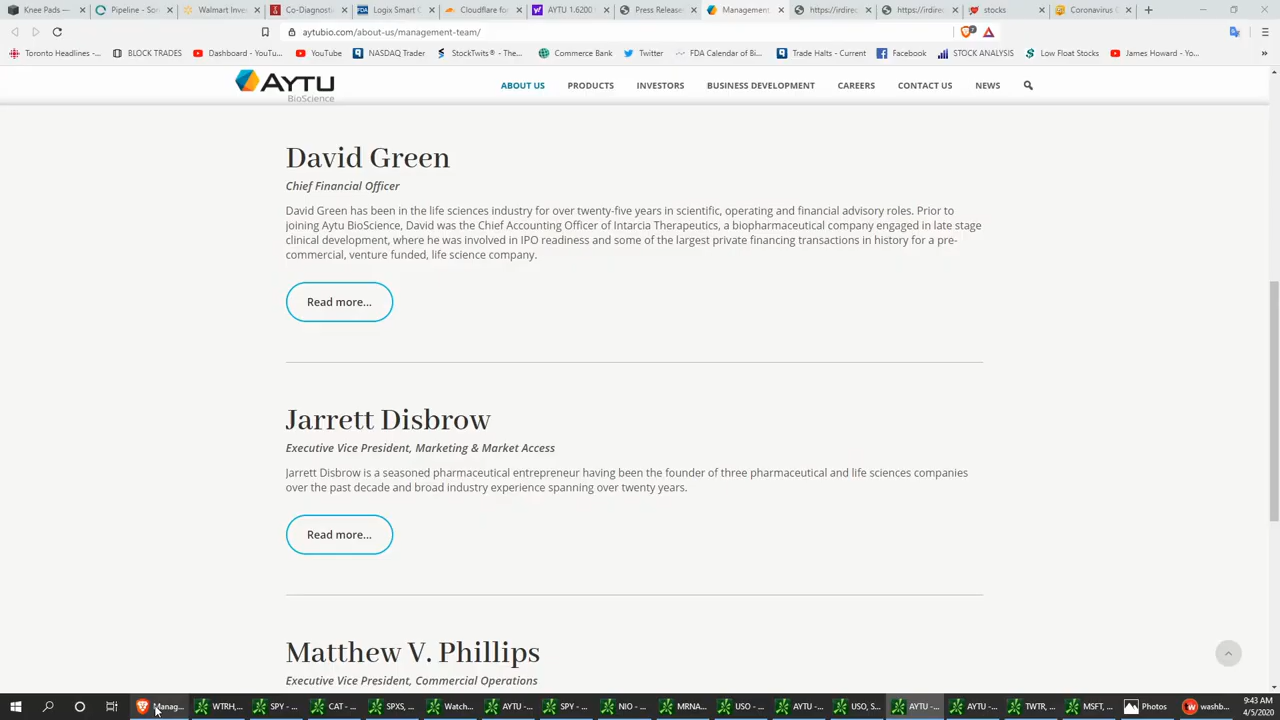 Knee Pads —
Pipeline - Son
Walmart Inve
Co-Diagnostic
Logix Smart C
Cloudflare for
AYTU 1.6200
Press Release
Management
https://irdirec
https://irdirec
stocks
Coronavirus C
aytubio.com/about-us/management-team/
Toronto Headlines -...
BLOCK TRADES
Dashboard - YouTu...
YouTube
NASDAQ Trader
StockTwits® - The...
Commerce Bank
Twitter
FDA Calendar of Bi...
Trade Halts - Current
Facebook
STOCK ANALYSIS
Low Float Stocks
James Howard - Yo...
AYTU
BioScience
ABOUT US
PRODUCTS
INVESTORS
BUSINESS DEVELOPMENT
CAREERS
CONTACT US
NEWS
David Green
Chief Financial Officer
David Green has been in the life sciences industry for over twenty-five years in scientific, operating and financial advisory roles. Prior to
joining Aytu BioScience, David was the Chief Accounting Officer of Intarcia Therapeutics, a biopharmaceutical company engaged in late stage
clinical development, where he was involved in IPO readiness and some of the largest private financing transactions in history for a pre-
commercial, venture funded, life science company.
Read more...
Jarrett Disbrow
Executive Vice President, Marketing & Market Access
Jarrett Disbrow is a seasoned pharmaceutical entrepreneur having been the founder of three pharmaceutical and life sciences companies
over the past decade and broad industry experience spanning over twenty years.
Read more...
Matthew V. Phillips
Executive Vice President, Commercial Operations
Manag...
WTRH,...
SPY - ...
CAT - ...
SPXS, ...
Watch...
AYTU -...
SPY - ...
NIO - ...
MRNA...
USO - ...
AYTU - ...
USO, S...
AYTU -...
AYTU -...
TWTR, ...
MSFT, ...
Photos
washb...
9:43 AM
4/5/2020